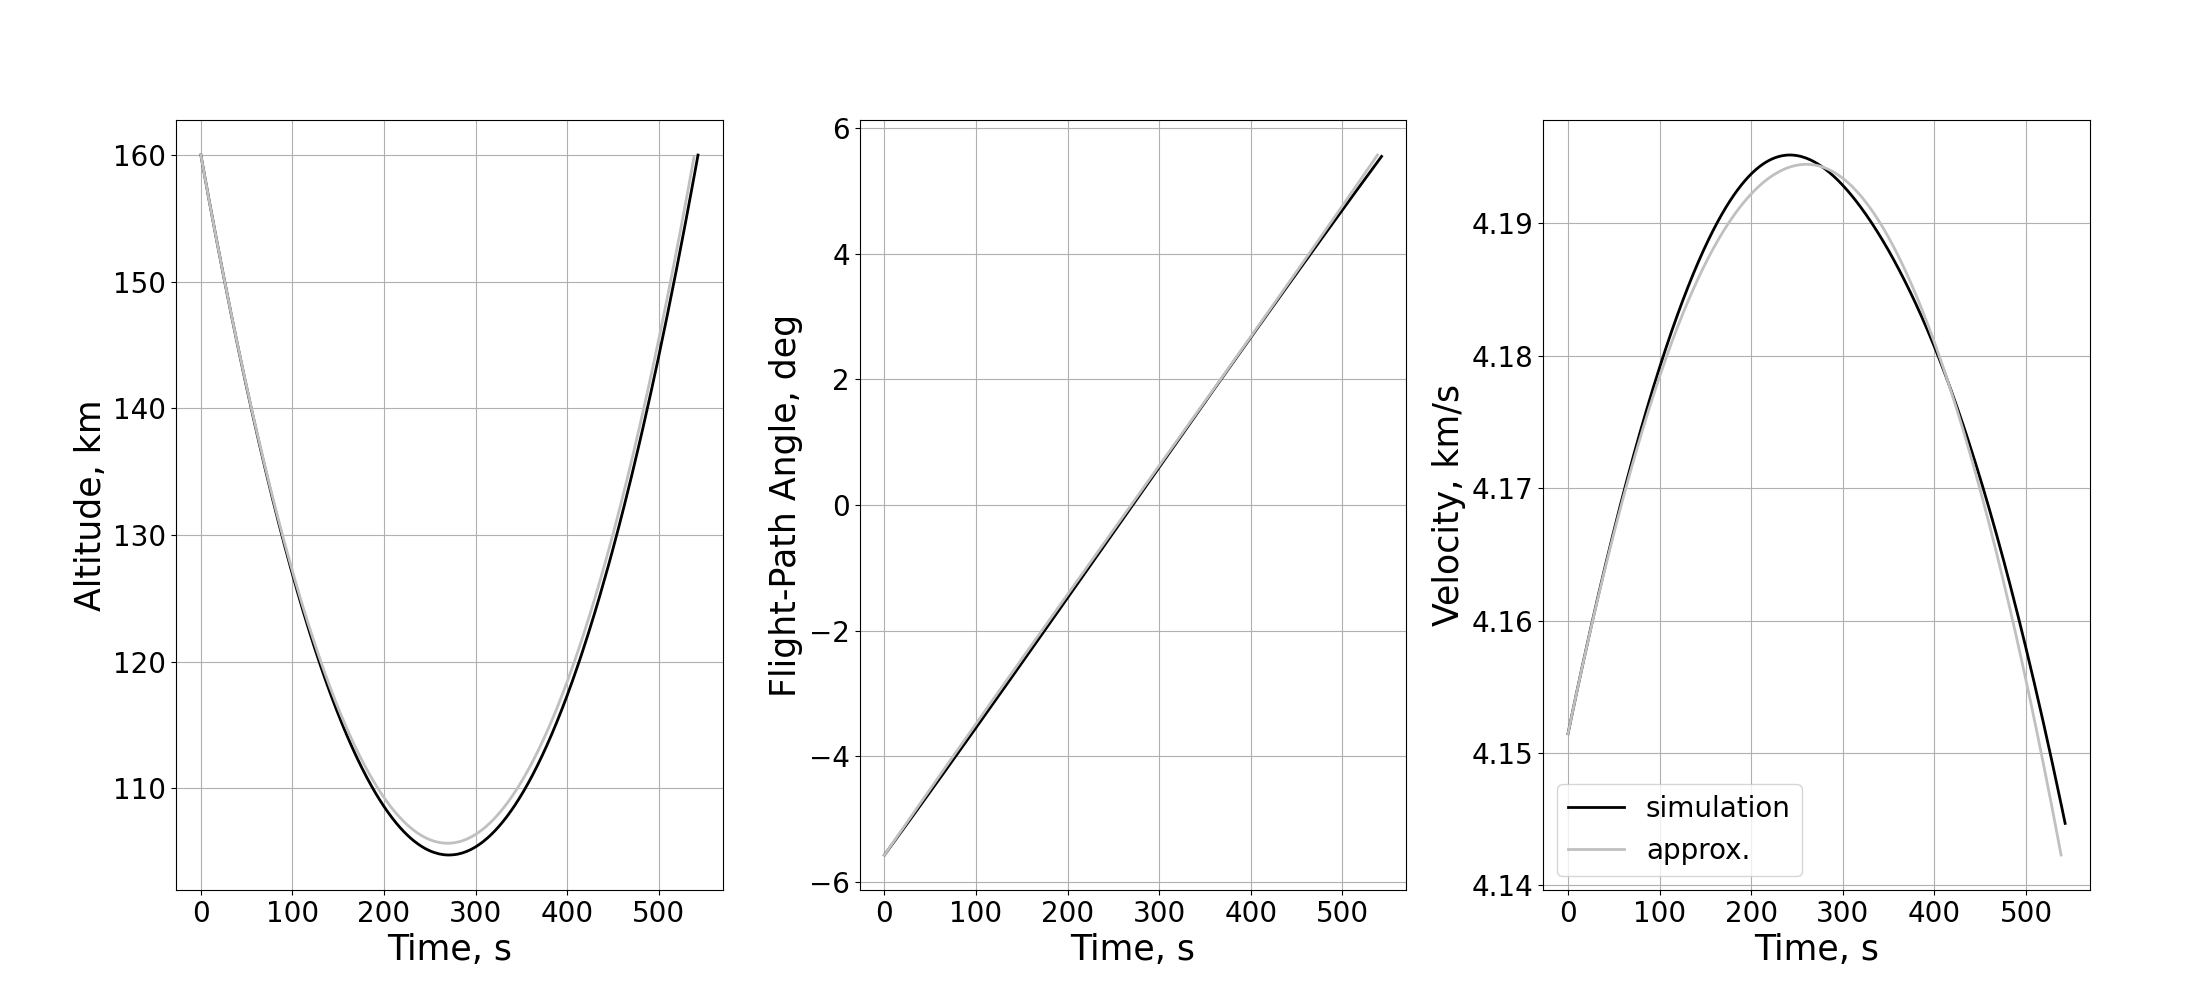 Altitude, km
160
150
140
130
120
110
0 100 200 300 400 500
Time, s
Flight-Path Angle, deg
6
4
2
0
−2
−4
−6
0 100 200 300 400 500
Time, s
Velocity, km/s
4.19
4.18
4.17
4.16
4.15
4.14
simulation
approx.
0 100 200 300 400 500
Time, s